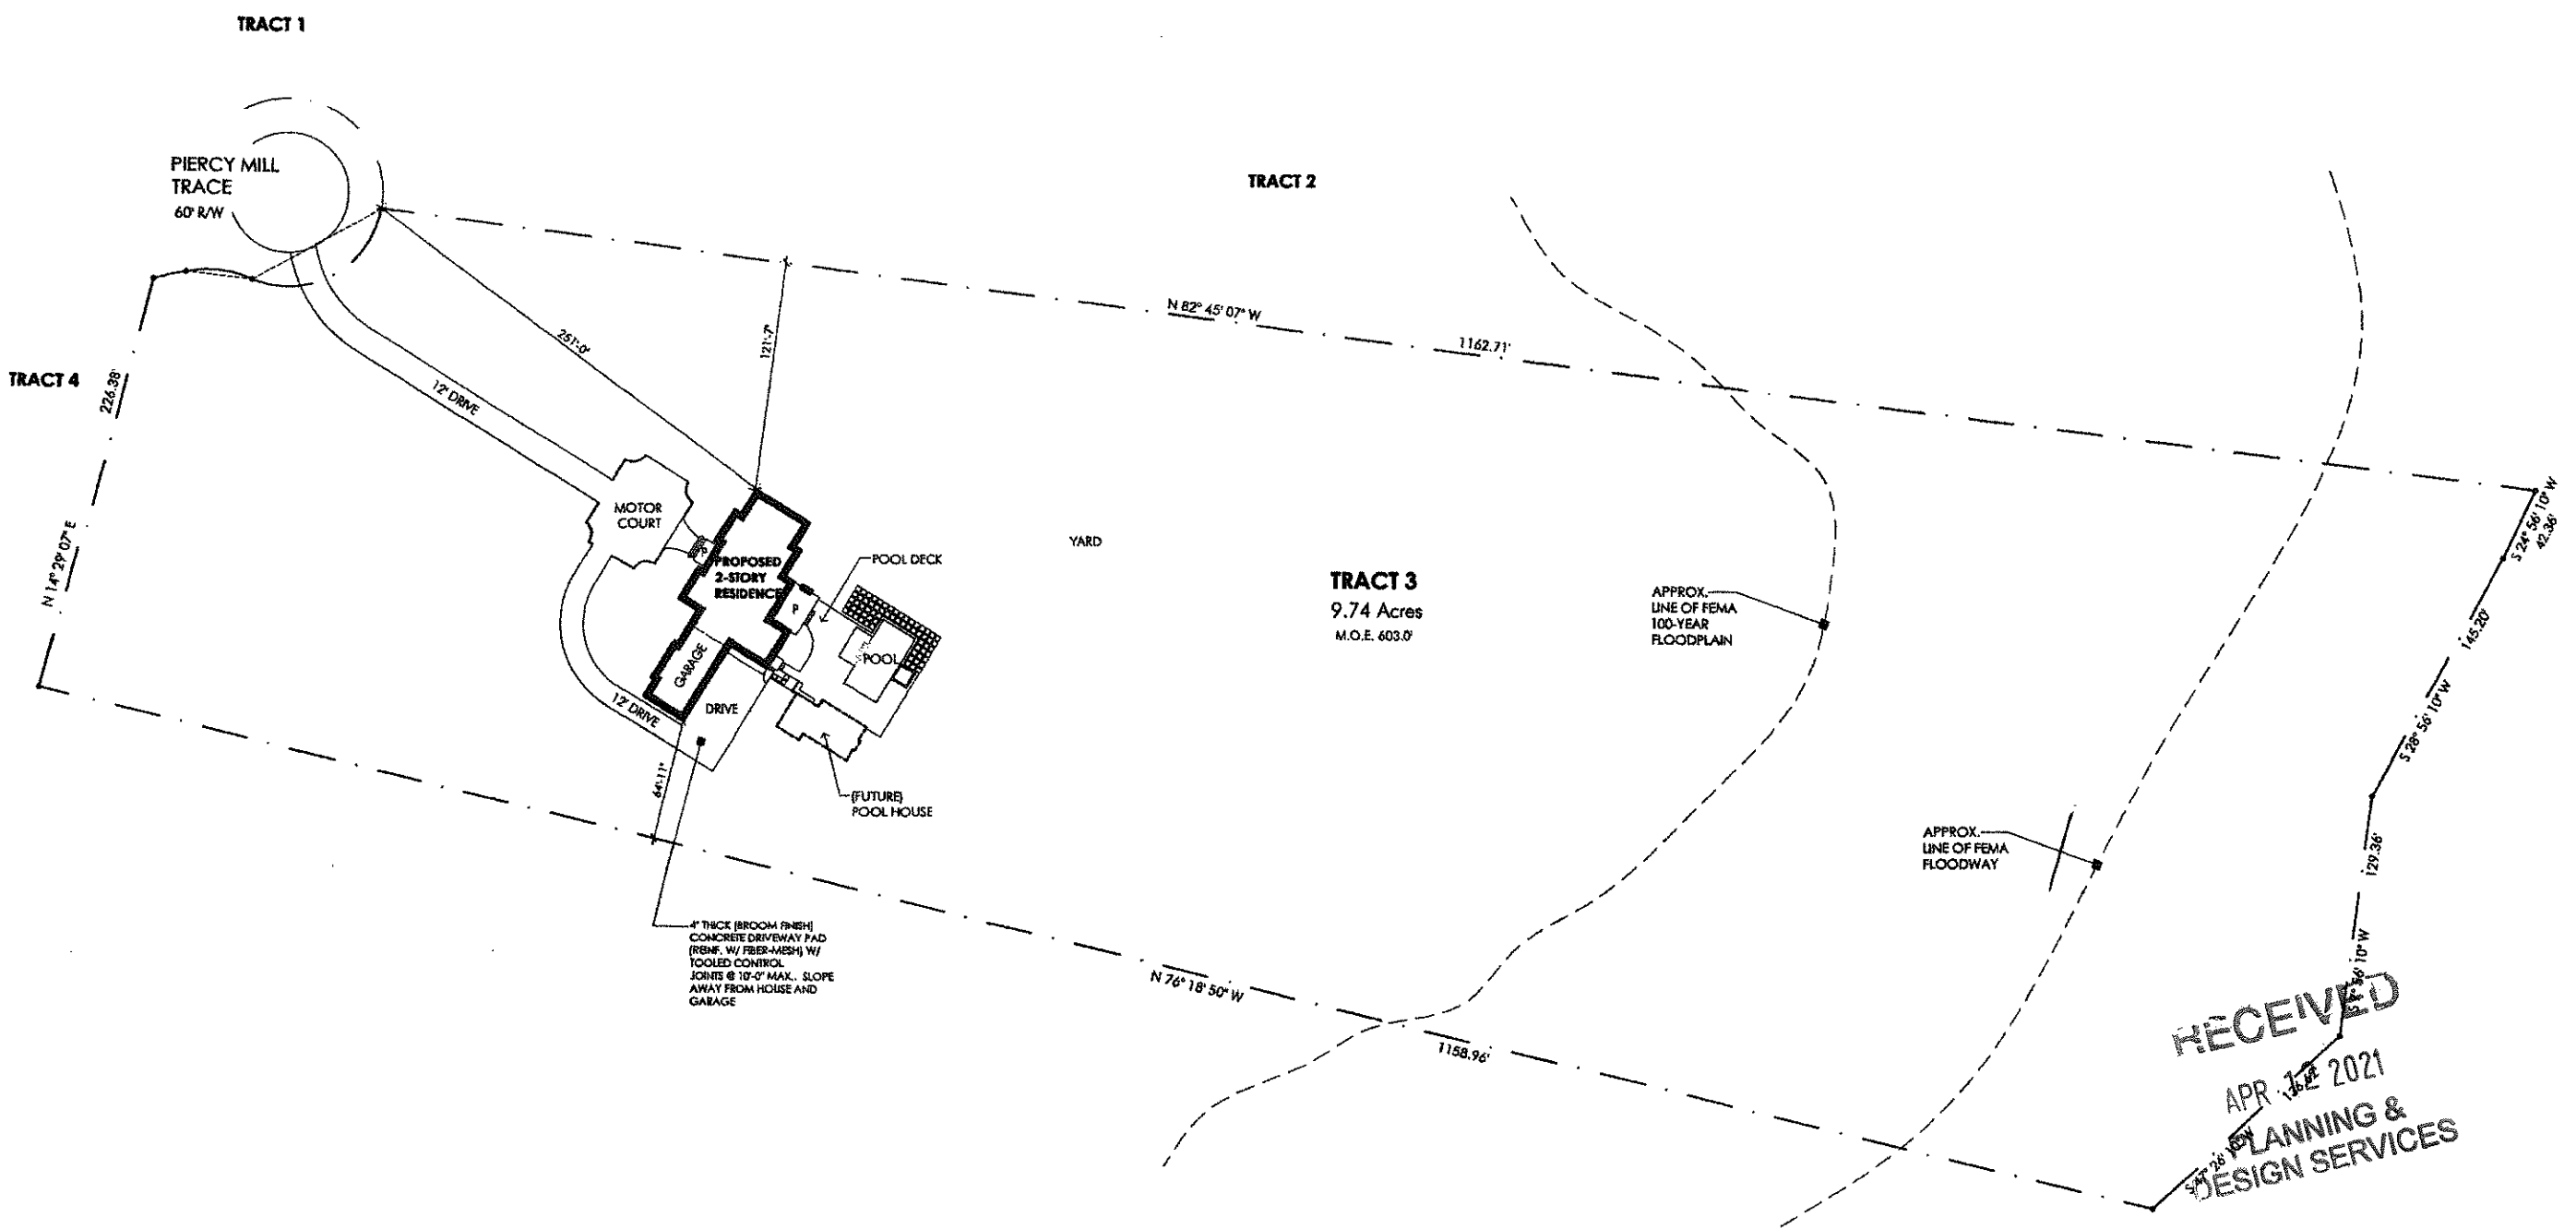 TRACT 1
PIERCY MILL
TRACE
60' R/W
TRACT 2
TRACT 4
226.38'
N 14° 29' 07" E
251'-0"
121'-7"
N 82° 45' 07" W
1162.71'
12' DRIVE
MOTOR
COURT
P
PROPOSED
2-STORY
RESIDENCE
P
POOL DECK
POOL
GARAGE
12' DRIVE
DRIVE
64'-11"
(FUTURE)
POOL HOUSE
YARD
TRACT 3
9.74 Acres
M.O.E. 603.0'
APPROX.
LINE OF FEMA
100-YEAR
FLOODPLAIN
APPROX.
LINE OF FEMA
FLOODWAY
S 24° 56' 10" W
42.36'
145.20'
S 28° 56' 10" W
129.36'
56' 10" W
4" THICK (BROOM FINISH)
CONCRETE DRIVEWAY PAD
(REINF. W/ FIBER-MESH) W/
TOOLED CONTROL
JOINTS @ 10'-0" MAX.. SLOPE
AWAY FROM HOUSE AND
GARAGE
N 76° 18' 50" W
1158.96'
RECEIVED
APR 2021
PLANNING &
DESIGN SERVICES